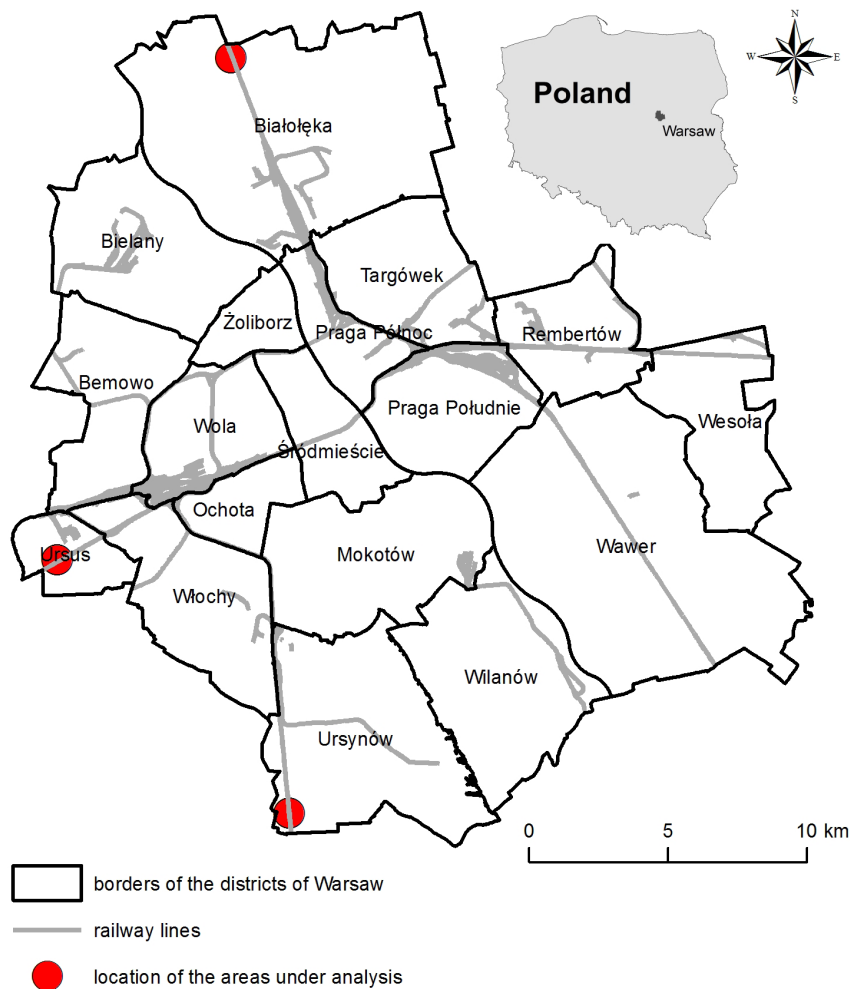 N
W
E
S
Poland
Warsaw
Białołęka
Bielany
Targówek
Żoliborz
Praga Północ
Rembertów
Bemowo
Praga Południe
Wola
Wesoła
Śródmieście
Ochota
Ursus
Mokotów
Wawer
Włochy
Wilanów
Ursynów
0 5 10 km
borders of the districts of Warsaw
railway lines
location of the areas under analysis